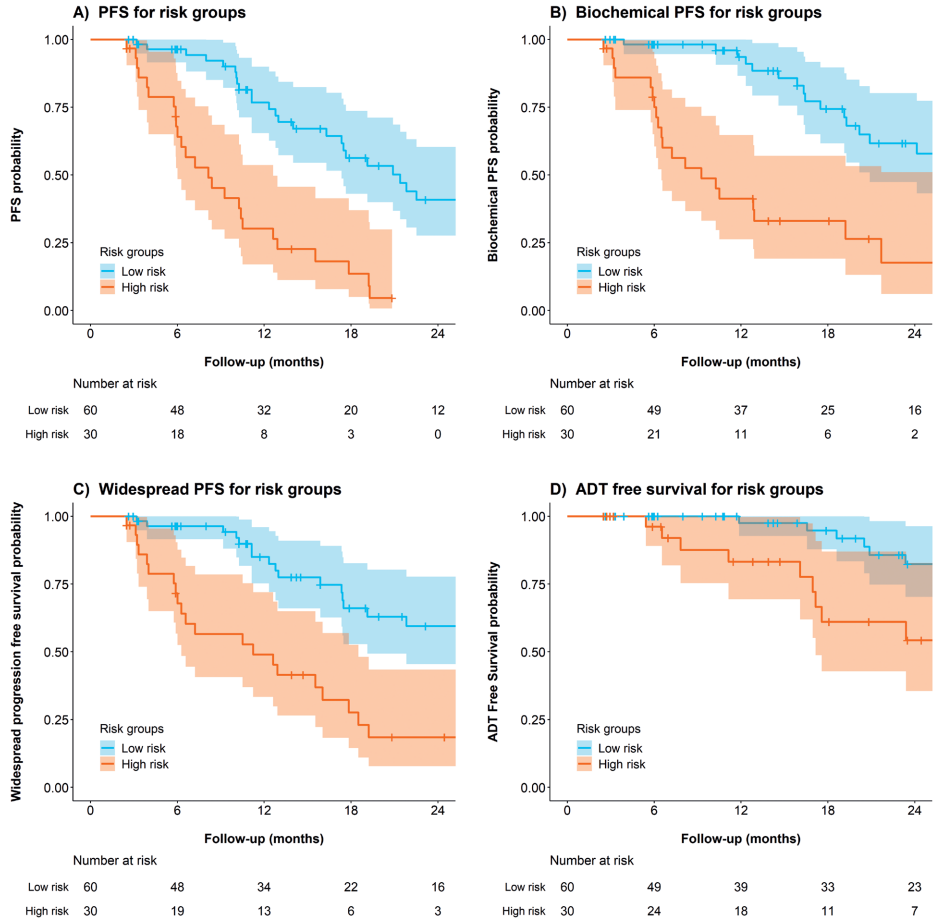 A) PFS for risk groups
PFS probability
1.00
0.75
0.50
0.25
0.00
Risk groups
Low risk
High risk
0 6 12 18 24
Follow-up (months)
Number at risk
Low risk 60 48 32 20 12
High risk 30 18 8 3 0
B) Biochemical PFS for risk groups
Biochemical PFS probability
1.00
0.75
0.50
0.25
0.00
Risk groups
Low risk
High risk
0 6 12 18 24
Follow-up (months)
Number at risk
Low risk 60 49 37 25 16
High risk 30 21 11 6 2
C) Widespread PFS for risk groups
Widespread progression free survival probability
1.00
0.75
0.50
0.25
0.00
Risk groups
Low risk
High risk
0 6 12 18 24
Follow-up (months)
Number at risk
Low risk 60 48 34 22 16
High risk 30 19 13 6 3
D) ADT free survival for risk groups
ADT Free Survival probability
1.00
0.75
0.50
0.25
0.00
Risk groups
Low risk
High risk
0 6 12 18 24
Follow-up (months)
Number at risk
Low risk 60 49 39 33 23
High risk 30 24 18 11 7